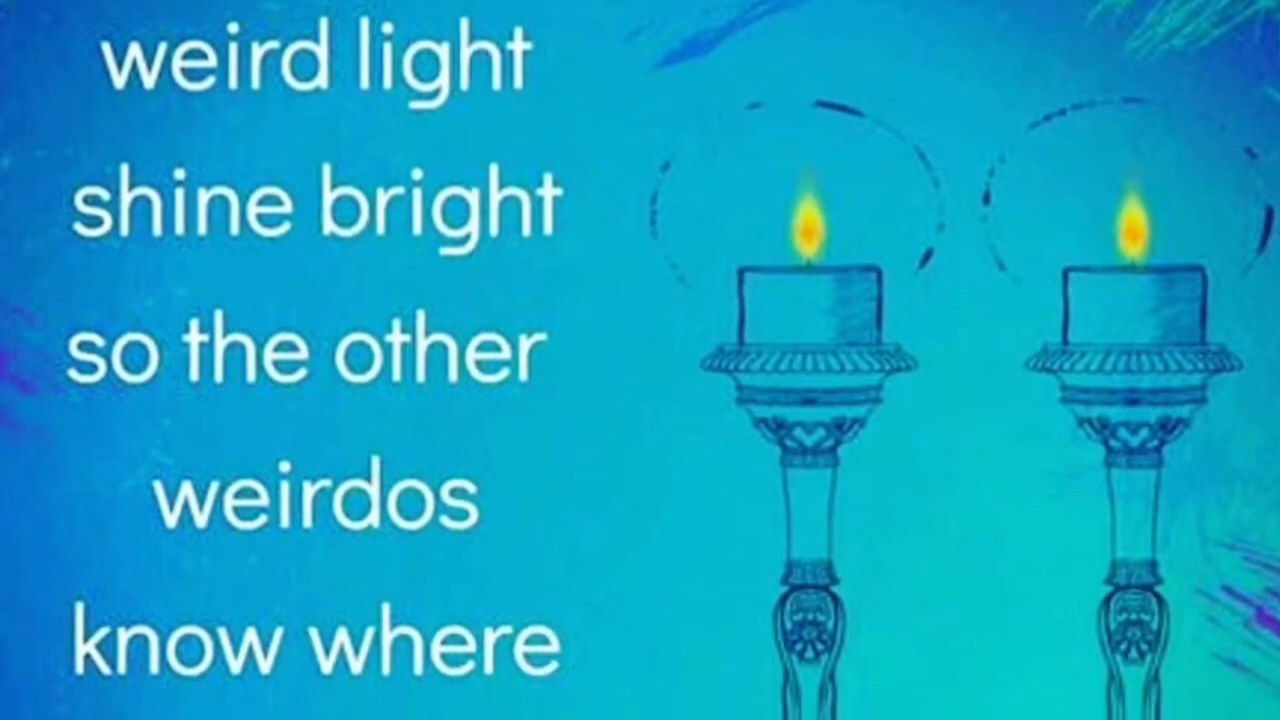 weird light
shine bright
so the other
weirdos
know where